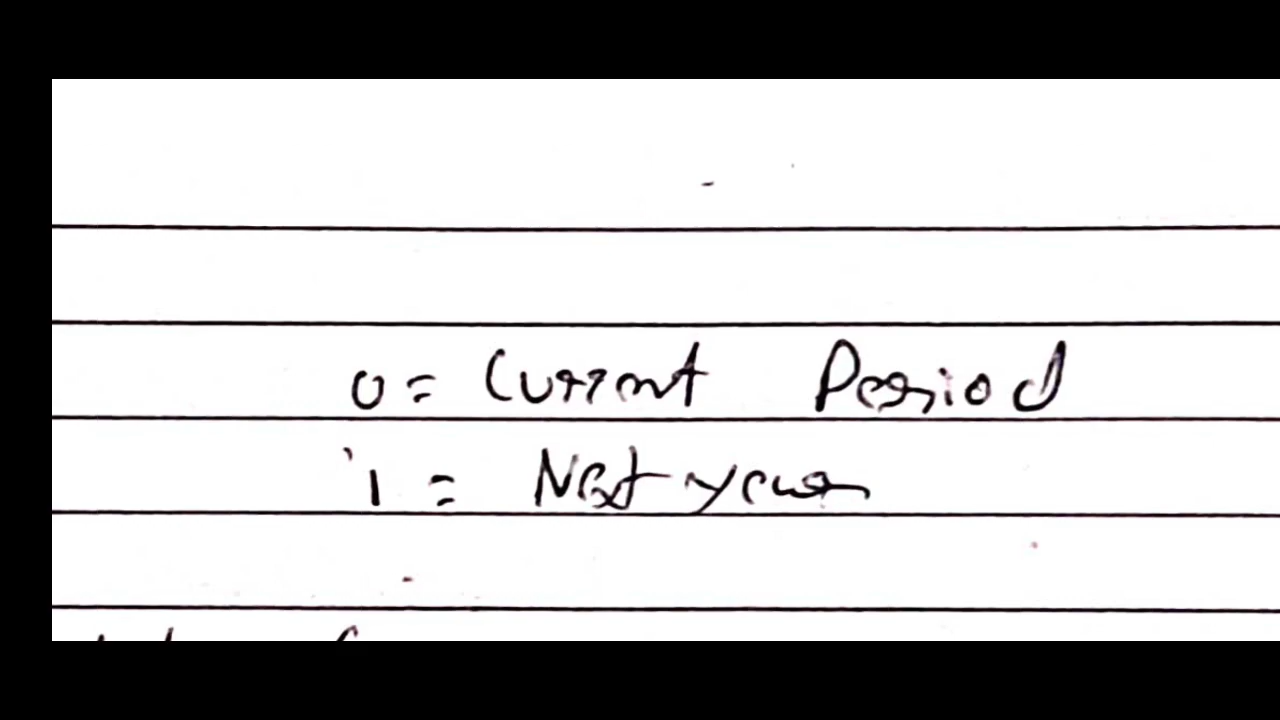 0 = Current Period
1 = Next year